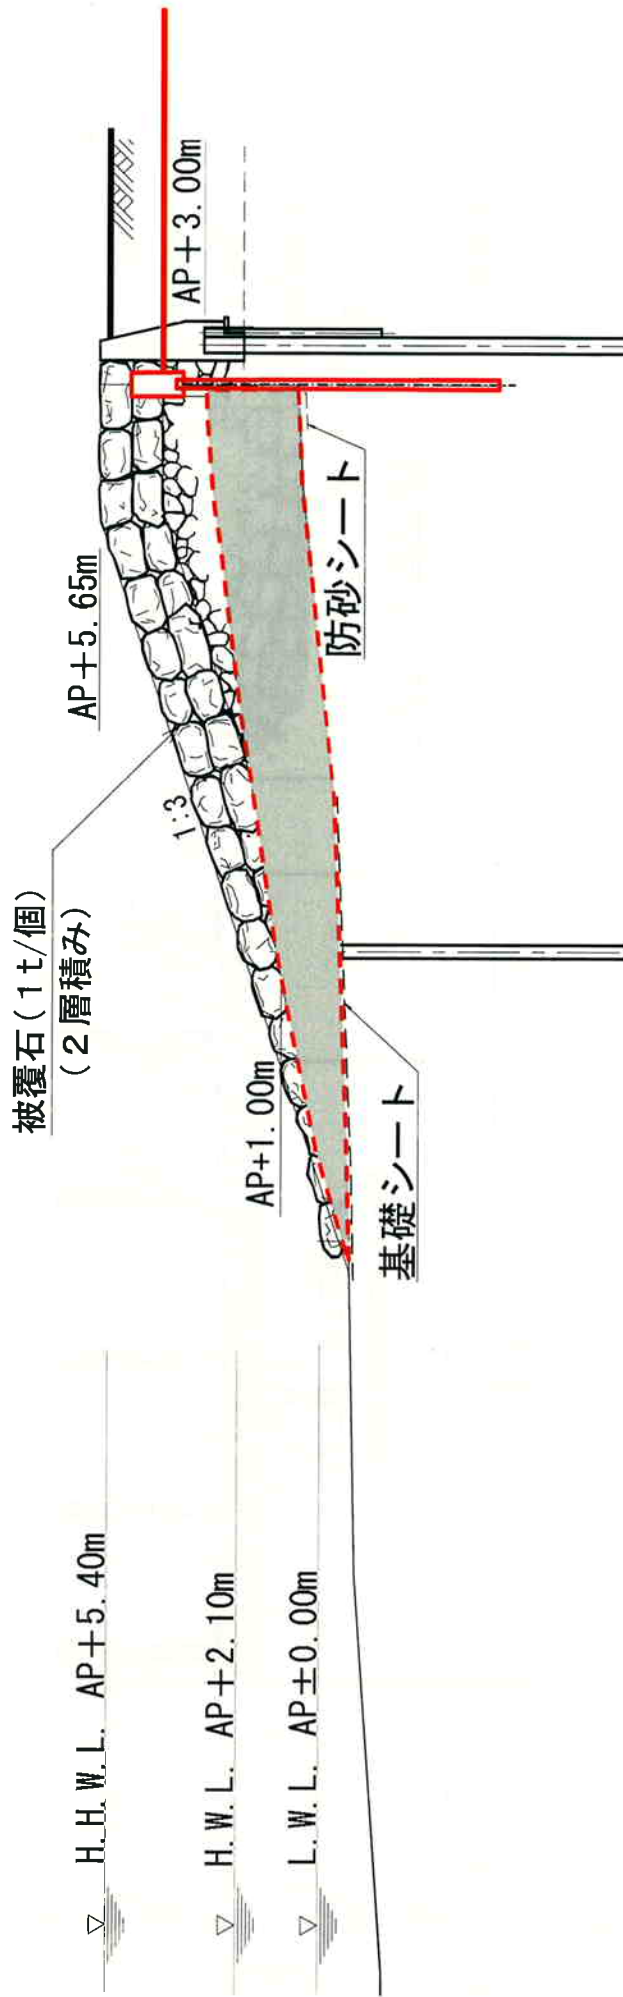 被覆石(1t/個)
(2層積み)
AP+5.65m
AP+3.00m
1:3
AP+1.00m
防砂シート
基礎シート
H.H.W.L. AP+5.40m
H.W.L. AP+2.10m
L.W.L. AP±0.00m